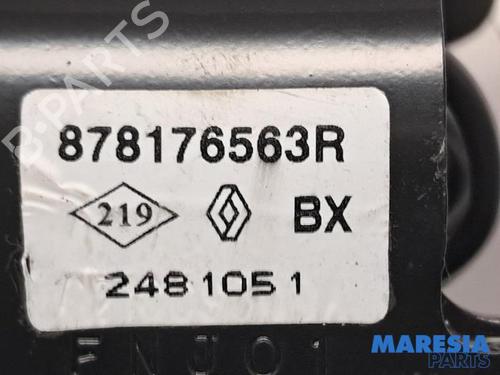 B-PARTS
878176563R
219 BX
2481051
MARESIA
PARTS